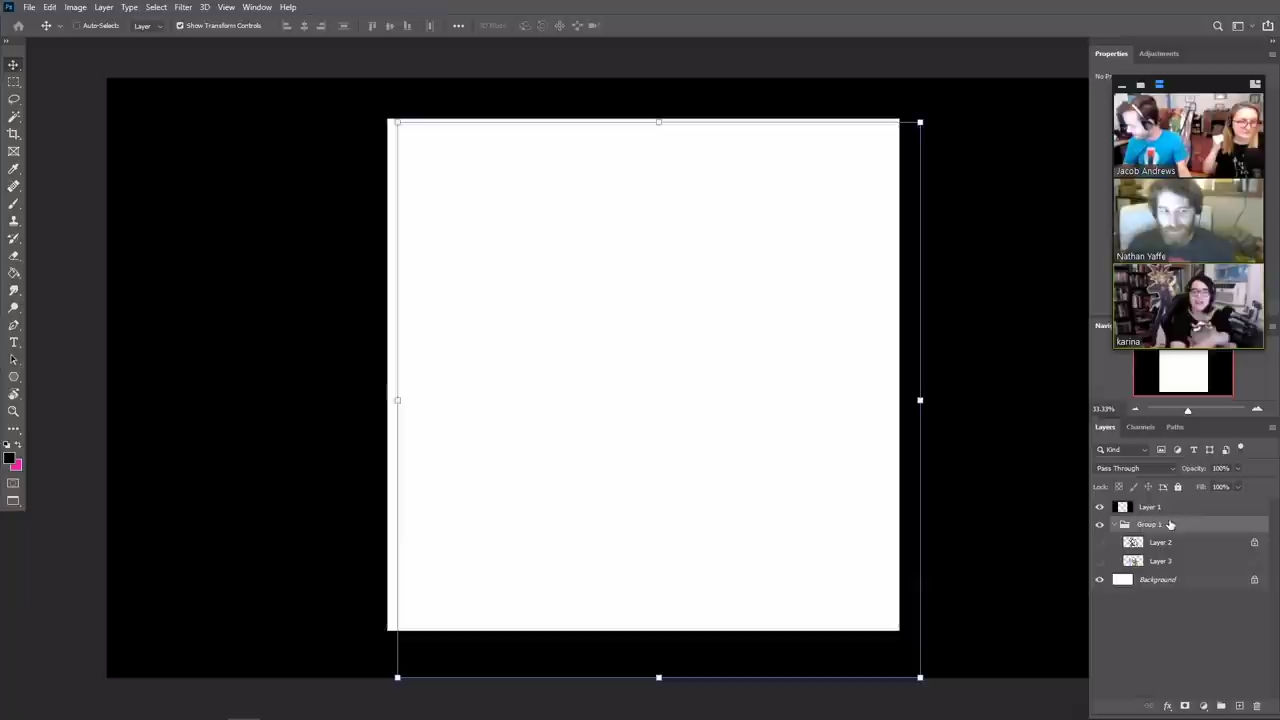 Ps File Edit Image Layer Type Select Filter 3D View Window Help
Auto-Select: Layer Show Transform Controls
Properties Adjustments
Jacob Andrews
Nathan Yaffe
karina
33.33%
Layers Channels Paths
Kind
Pass Through Opacity: 100%
Lock: Fill: 100%
Layer 1
Group 1
Layer 2
Layer 3
Background